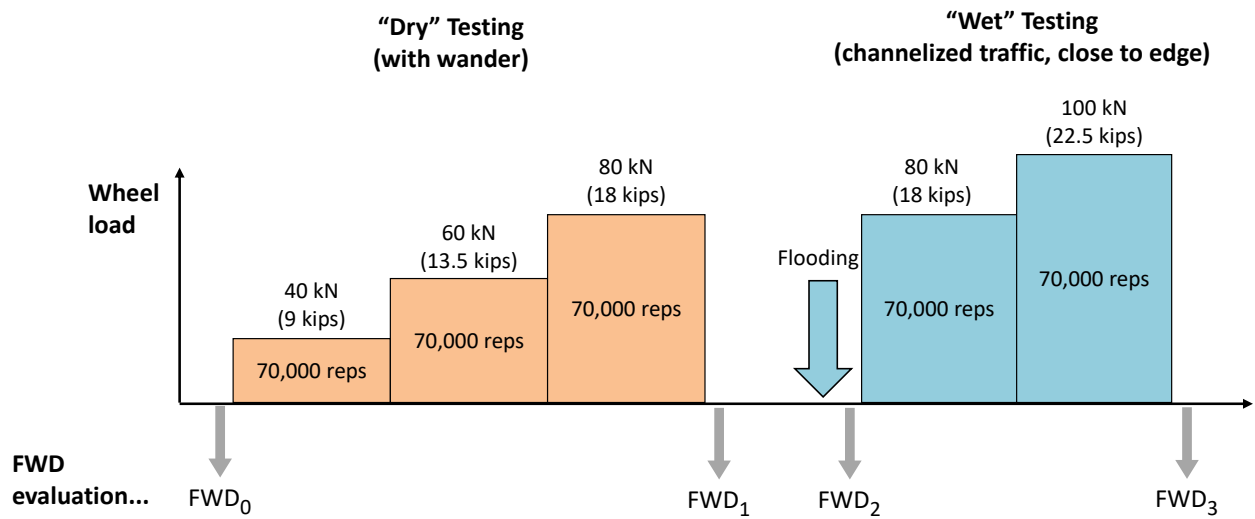 “Dry” Testing
(with wander)
“Wet” Testing
(channelized traffic, close to edge)
Wheel
load
40 kN
(9 kips)
70,000 reps
60 kN
(13.5 kips)
70,000 reps
80 kN
(18 kips)
70,000 reps
Flooding
80 kN
(18 kips)
70,000 reps
100 kN
(22.5 kips)
70,000 reps
FWD
evaluation...
FWD0
FWD1
FWD2
FWD3